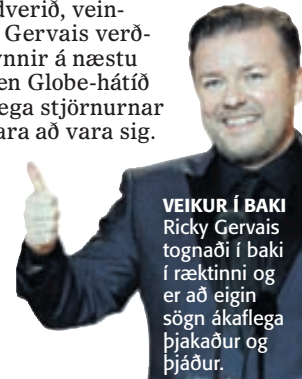 dverið, vein-
Gervais verð-
ynnir á næstu
en Globe-hátíð
ega stjörnurnar
ara að vara sig.
VEIKUR Í BAKI
Ricky Gervais
tognaði í baki
í ræktinni og
er að eigin
sögn ákaflega
þjakaður og
þjáður.